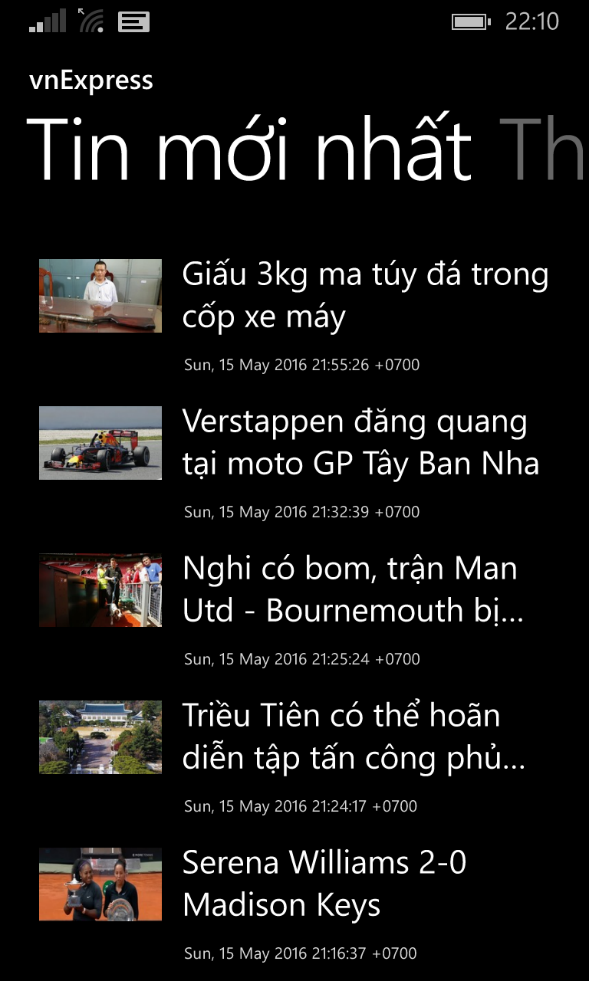 22:10
vnExpress
Tin mới nhất Th
Giấu 3kg ma túy đá trong
cốp xe máy
Sun, 15 May 2016 21:55:26 +0700
Verstappen đăng quang
tại moto GP Tây Ban Nha
Sun, 15 May 2016 21:32:39 +0700
Nghi có bom, trận Man
Utd - Bournemouth bị...
Sun, 15 May 2016 21:25:24 +0700
Triều Tiên có thể hoãn
diễn tập tấn công phủ...
Sun, 15 May 2016 21:24:17 +0700
Serena Williams 2-0
Madison Keys
Sun, 15 May 2016 21:16:37 +0700